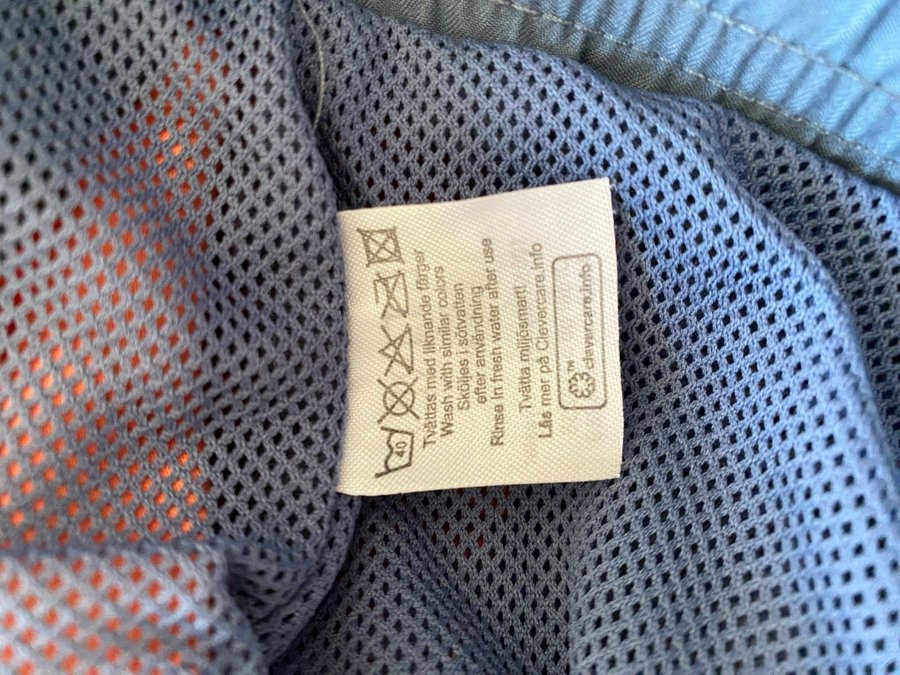 40
Tvättas med liknande färger
Wash with similar colors
Sköljes i sötvatten
efter användning
Rinse in fresh water after use
Tvätta miljösmart!
Läs mer på Clevercare.info
™ clevercare.info